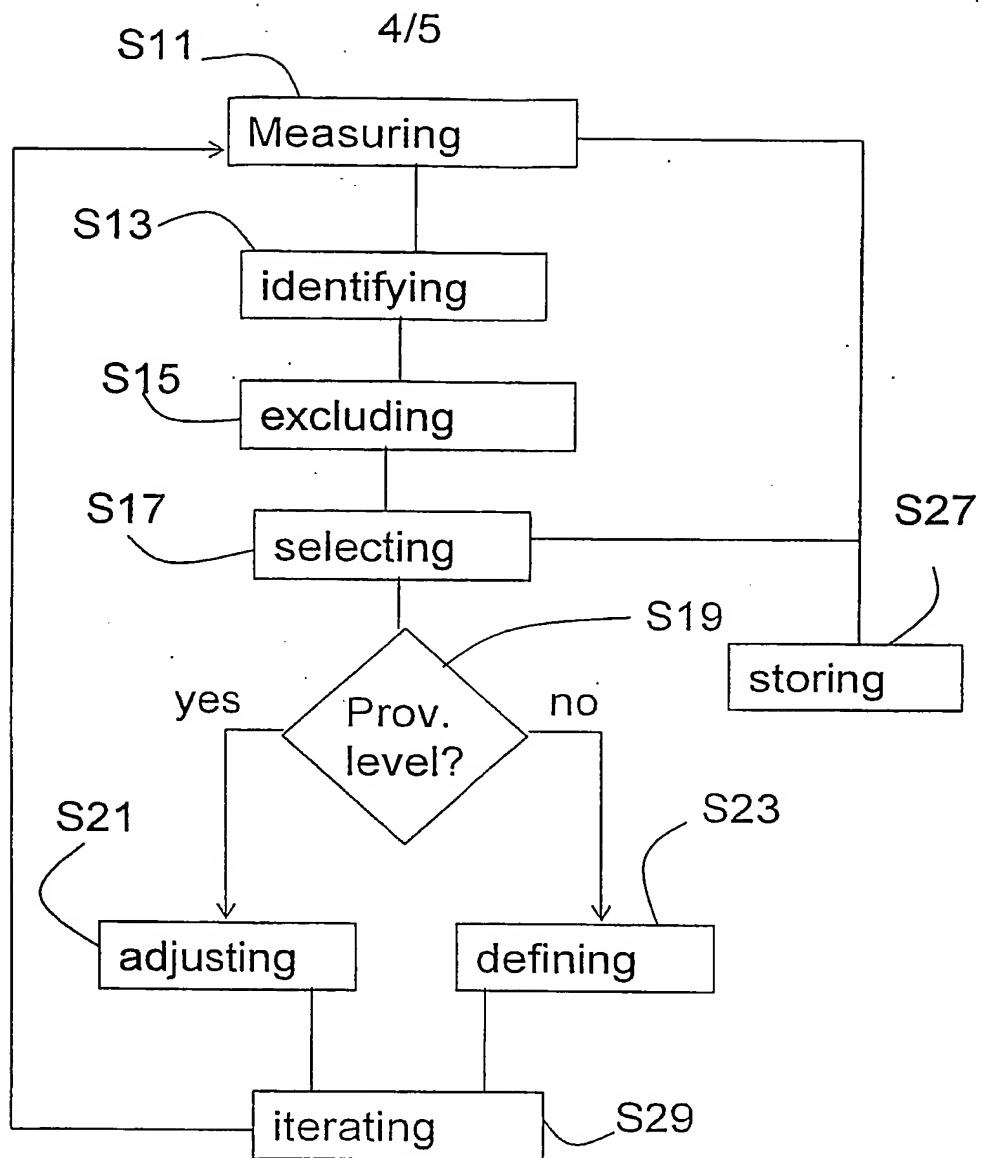 4/5
S11
Measuring
S13
identifying
S15
excluding
S17
selecting
S27
S19
storing
yes
Prov.
level?
no
S21
S23
adjusting
defining
iterating
S29